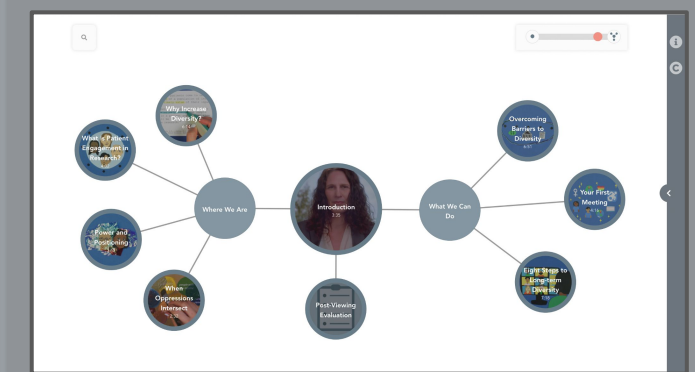 Why Increase
Diversity?
What is Patient
Engagement in
Research?
Where We Are
Power and
Positioning
When
Oppressions
Intersect
Introduction
3:35
Post-Viewing
Evaluation
What We Can
Do
Overcoming
Barriers to
Diversity
Your First
Meeting
Eight Steps to
Long-term
Diversity
i
C